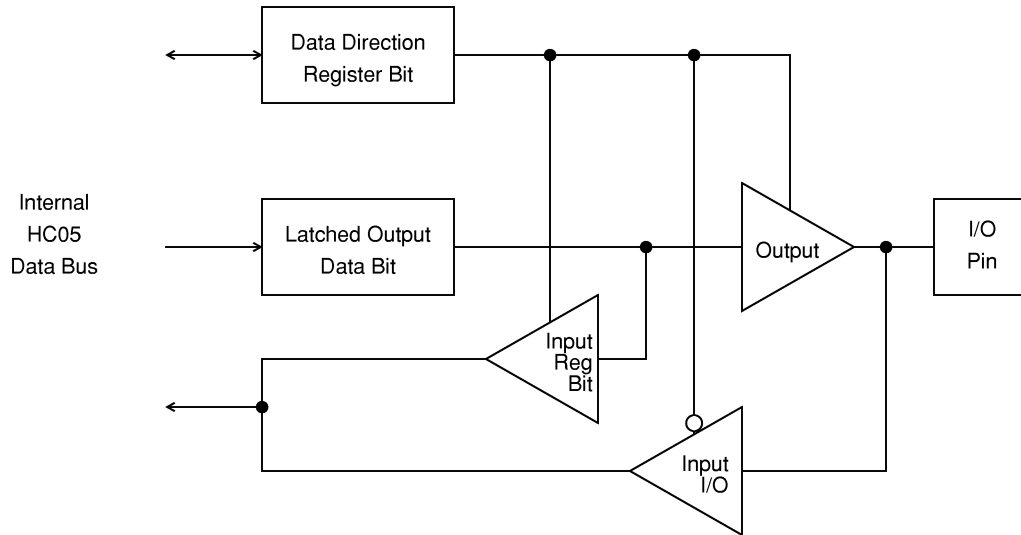 Data Direction
Register Bit
Internal
HC05
Data Bus
Latched Output
Data Bit
Output
I/O
Pin
Input
Reg
Bit
Input
I/O